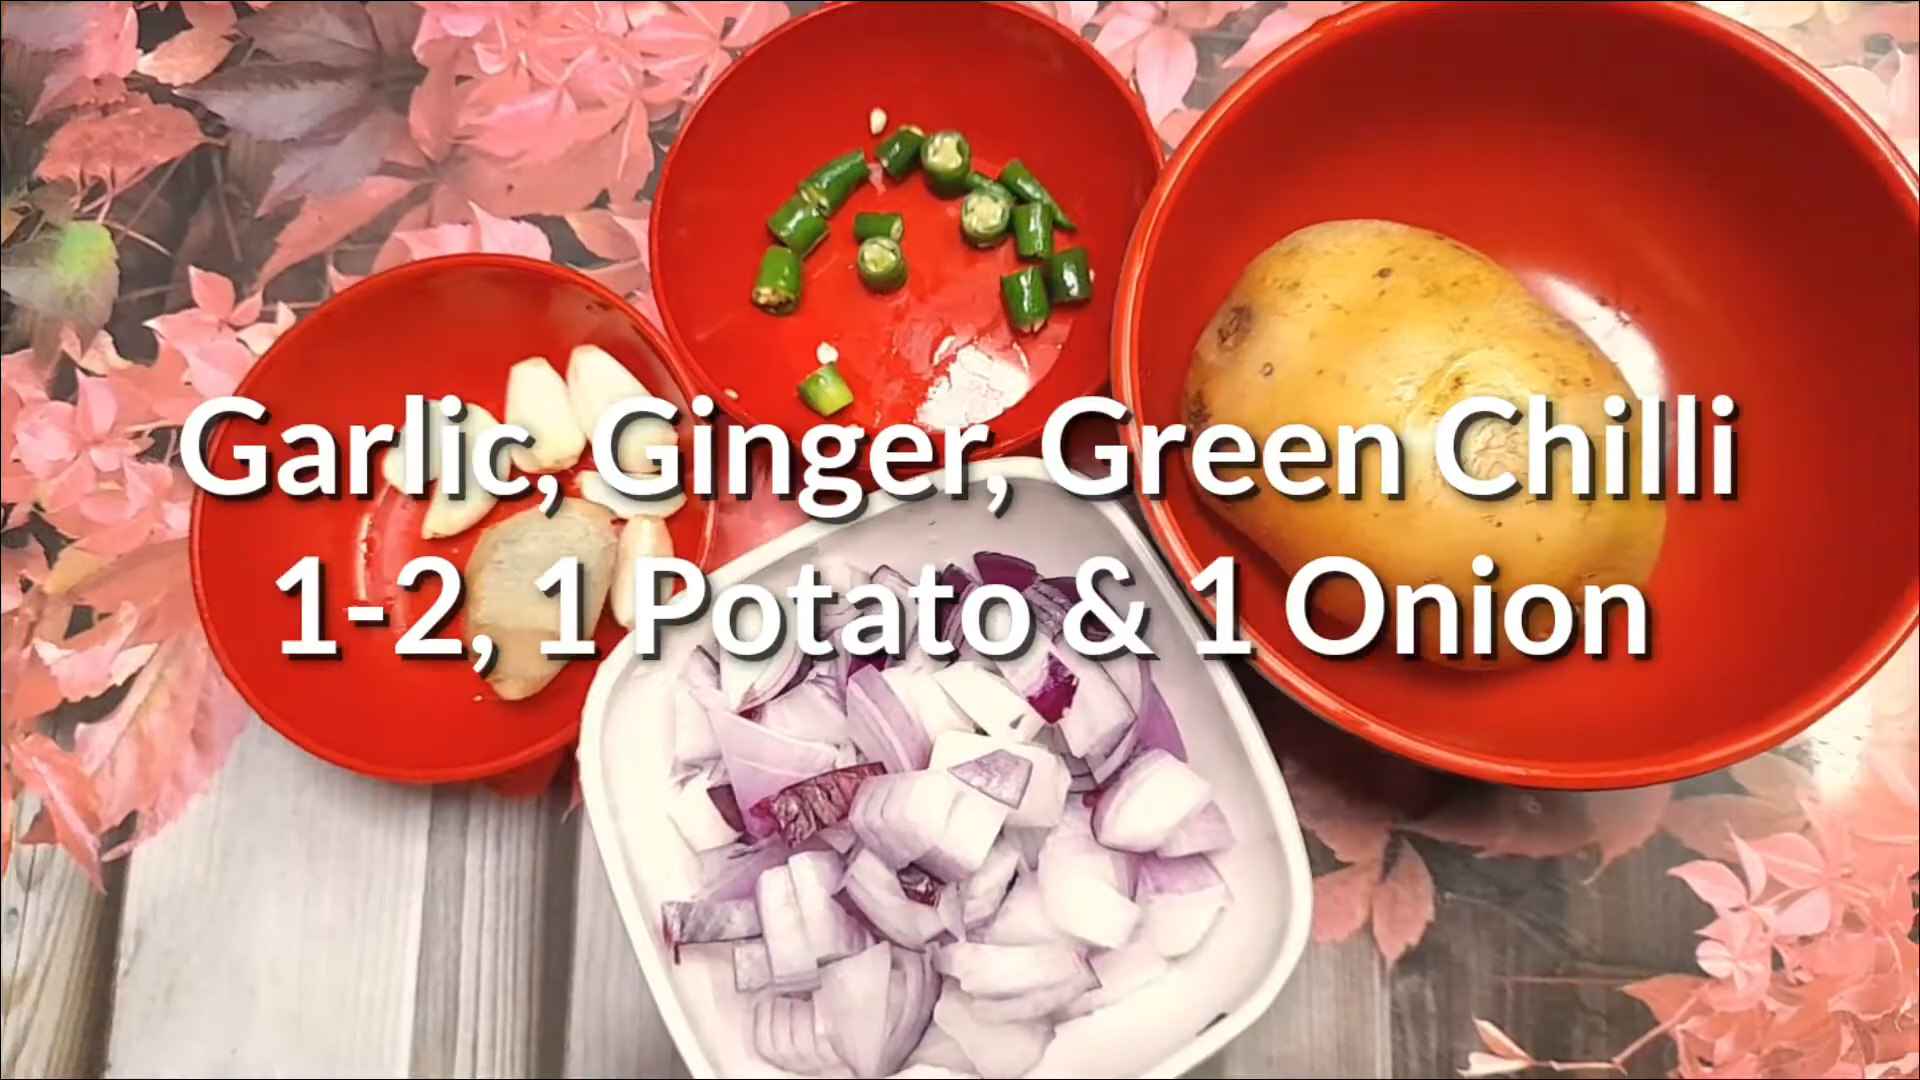 Garlic, Ginger, Green Chilli
1-2, 1 Potato & 1 Onion